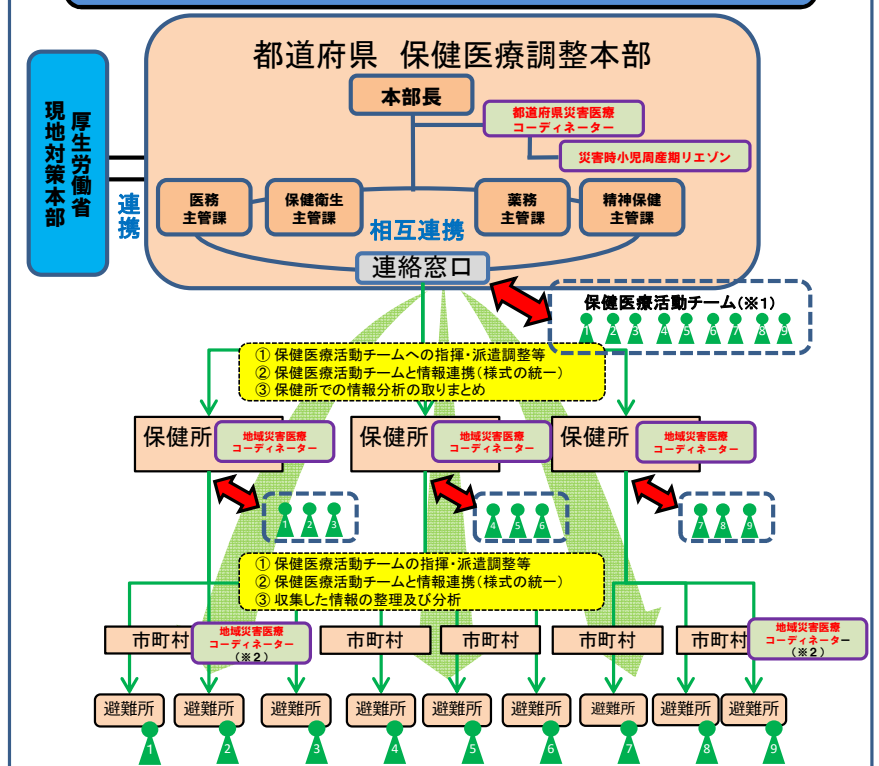 都道府県 保健医療調整本部
本部長
都道府県災害医療
コーディネーター
災害時小児周産期リエゾン
厚生労働省
現地対策本部
連携
医務
主管課
保健衛生
主管課
薬務
主管課
精神保健
主管課
相互連携
連絡窓口
保健医療活動チーム(※1)
1 2 3 4 5 6 7 8 9
① 保健医療活動チームへの指揮・派遣調整等
② 保健医療活動チームと情報連携(様式の統一)
③ 保健所での情報分析の取りまとめ
保健所
地域災害医療
コーディネーター
保健所
地域災害医療
コーディネーター
保健所
地域災害医療
コーディネーター
1 2 3
4 5 6
7 8 9
① 保健医療活動チームの指揮・派遣調整等
② 保健医療活動チームと情報連携(様式の統一)
③ 収集した情報の整理及び分析
市町村
地域災害医療
コーディネーター
(※2)
市町村
市町村
市町村
市町村
地域災害医療
コーディネーター
(※2)
避難所 避難所 避難所 避難所 避難所 避難所 避難所 避難所 避難所
1 2 3 4 5 6 7 8 9